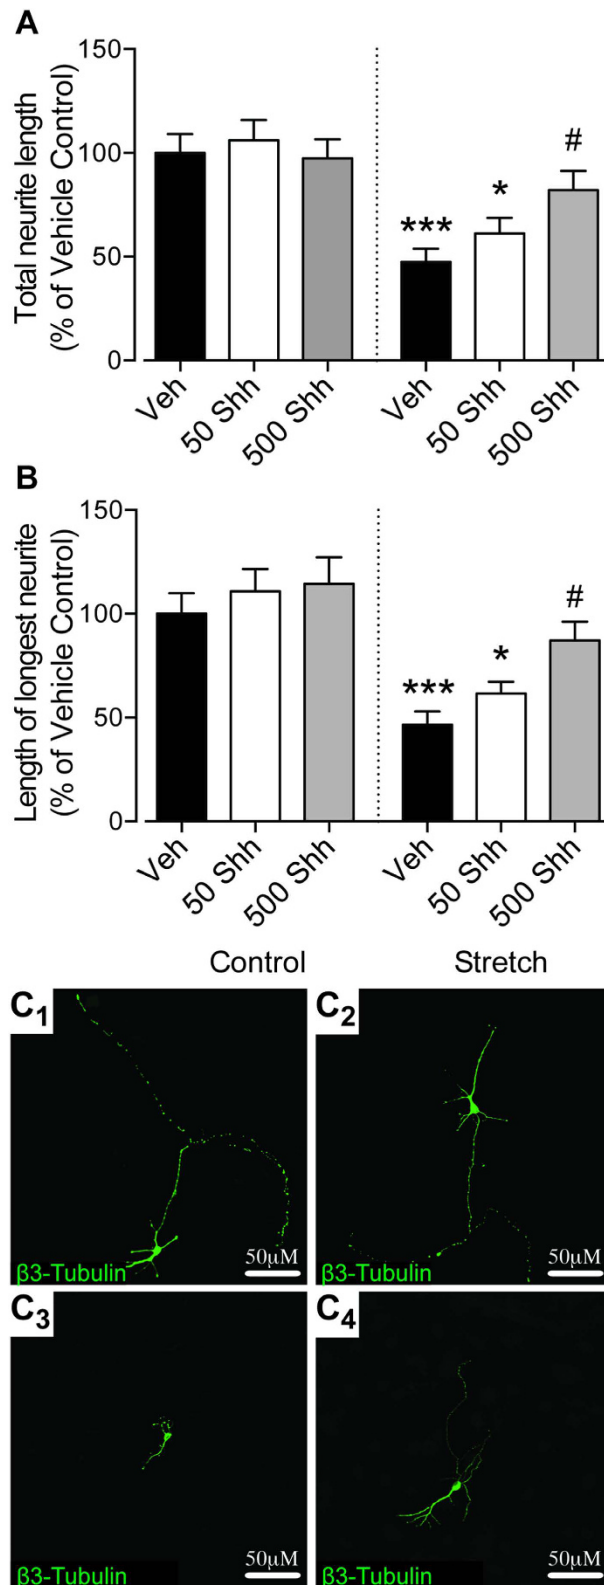 A
Total neurite length
(% of Vehicle Control)
150
100
50
0
***
*
#
Veh
50 Shh
500 Shh
Veh
50 Shh
500 Shh
B
Length of longest neurite
(% of Vehicle Control)
150
100
50
0
***
*
#
Veh
50 Shh
500 Shh
Veh
50 Shh
500 Shh
Control
Stretch
C1
β3-Tubulin
50μM
C2
β3-Tubulin
50μM
C3
β3-Tubulin
50μM
C4
β3-Tubulin
50μM